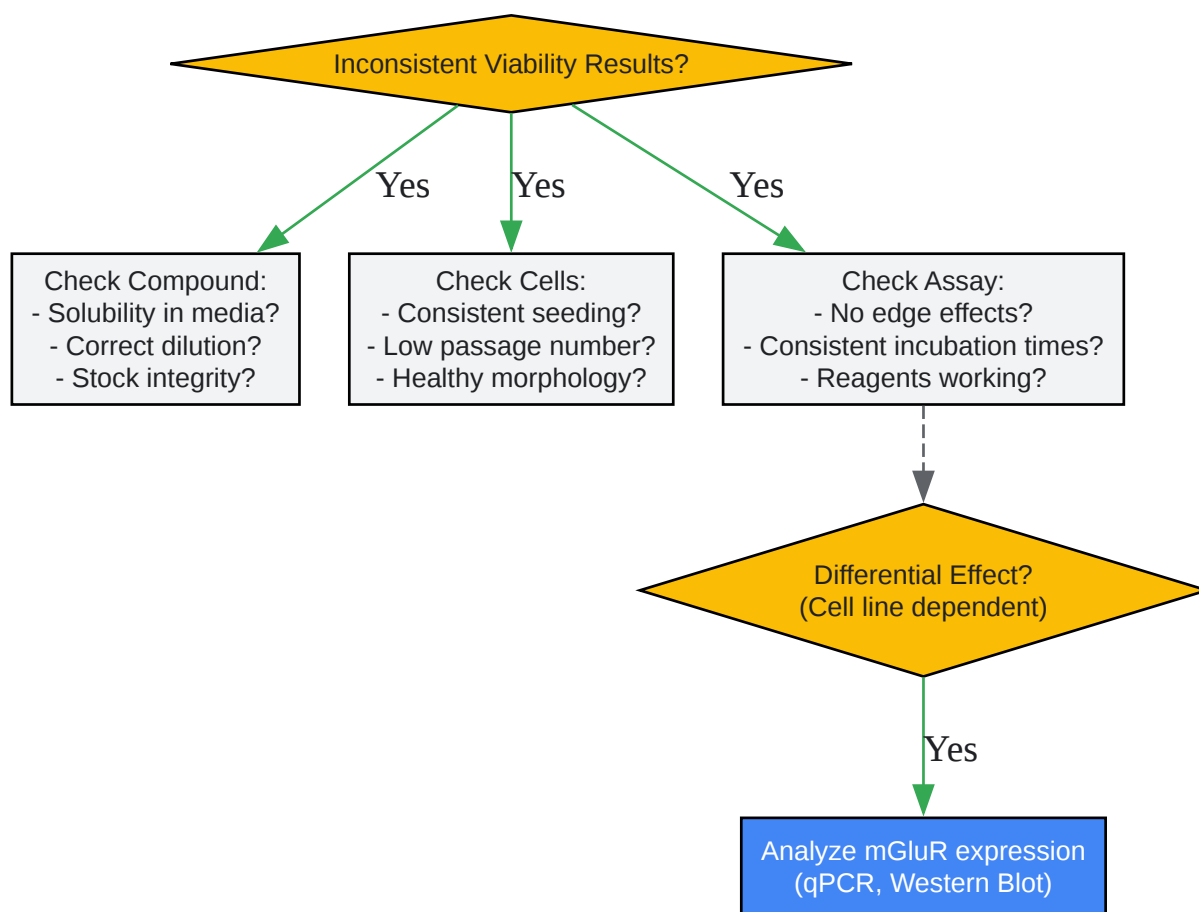 Inconsistent Viability Results?
Yes
Yes
Yes
Check Compound:
- Solubility in media?
- Correct dilution?
- Stock integrity?
Check Cells:
- Consistent seeding?
- Low passage number?
- Healthy morphology?
Check Assay:
- No edge effects?
- Consistent incubation times?
- Reagents working?
Differential Effect?
(Cell line dependent)
Yes
Analyze mGluR expression
(qPCR, Western Blot)